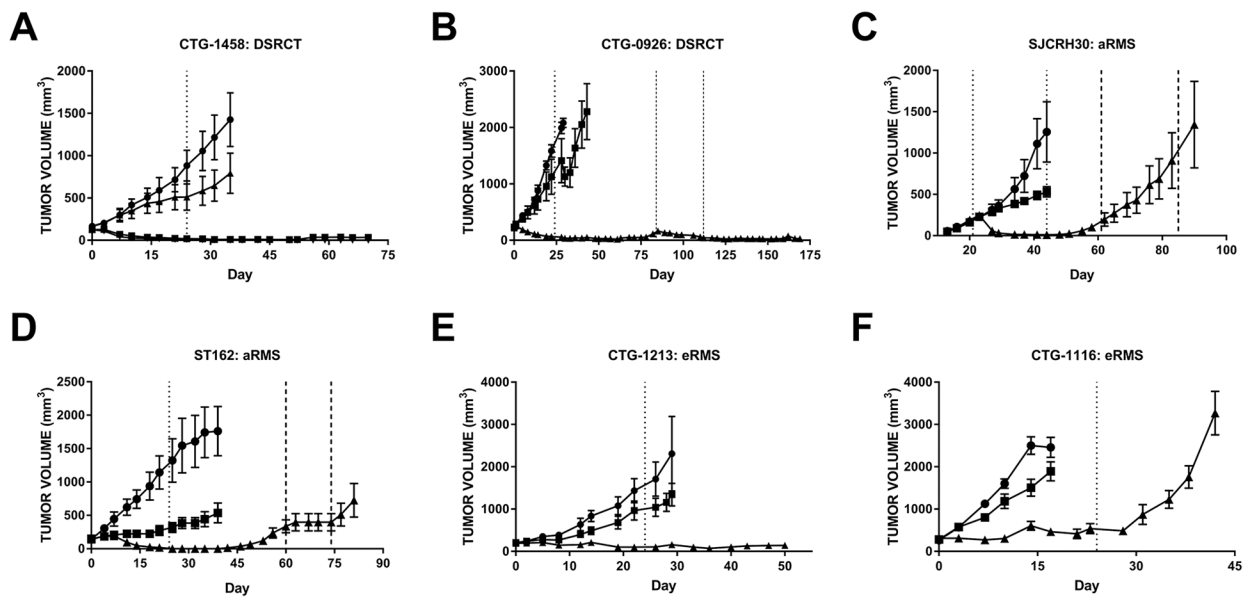 A
CTG-1458: DSRCT
TUMOR VOLUME (mm3)
2000
1500
1000
500
0
0 15 30 45 60 75
Day
B
CTG-0926: DSRCT
TUMOR VOLUME (mm3)
3000
2000
1000
0
0 25 50 75 100 125 150 175
Day
C
SJCRH30: aRMS
TUMOR VOLUME (mm3)
2000
1500
1000
500
0
20 40 60 80 100
Day
D
ST162: aRMS
TUMOR VOLUME (mm3)
2500
2000
1500
1000
500
0
0 15 30 45 60 75 90
Day
E
CTG-1213: eRMS
TUMOR VOLUME (mm3)
4000
3000
2000
1000
0
0 10 20 30 40 50
Day
F
CTG-1116: eRMS
TUMOR VOLUME (mm3)
4000
3000
2000
1000
0
0 15 30 45
Day